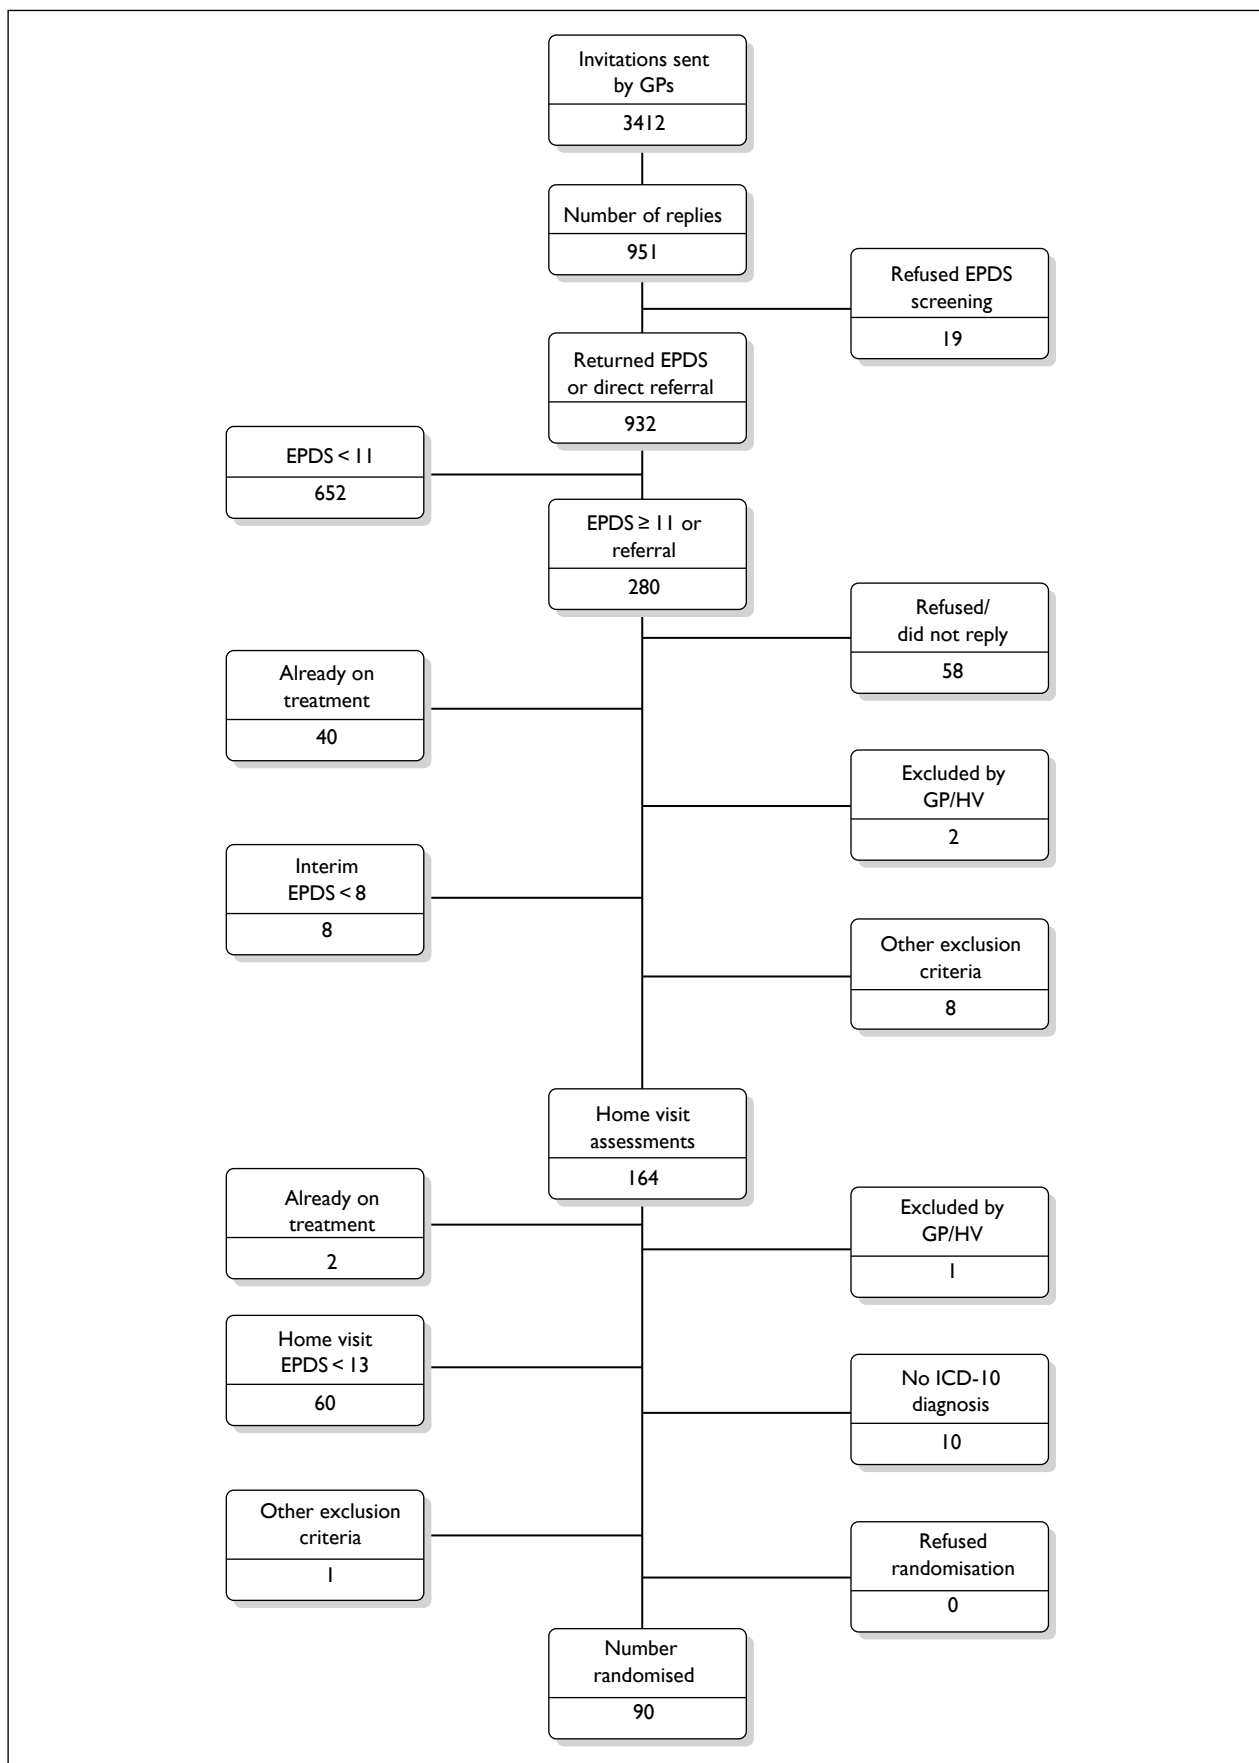 Invitations sent
by GPs
3412
Number of replies
951
Refused EPDS
screening
19
Returned EPDS
or direct referral
932
EPDS < 11
652
EPDS ≥ 11 or
referral
280
Refused/
did not reply
58
Already on
treatment
40
Excluded by
GP/HV
2
Interim
EPDS < 8
8
Other exclusion
criteria
8
Home visit
assessments
164
Already on
treatment
2
Excluded by
GP/HV
1
Home visit
EPDS < 13
60
No ICD-10
diagnosis
10
Other exclusion
criteria
1
Refused
randomisation
0
Number
randomised
90